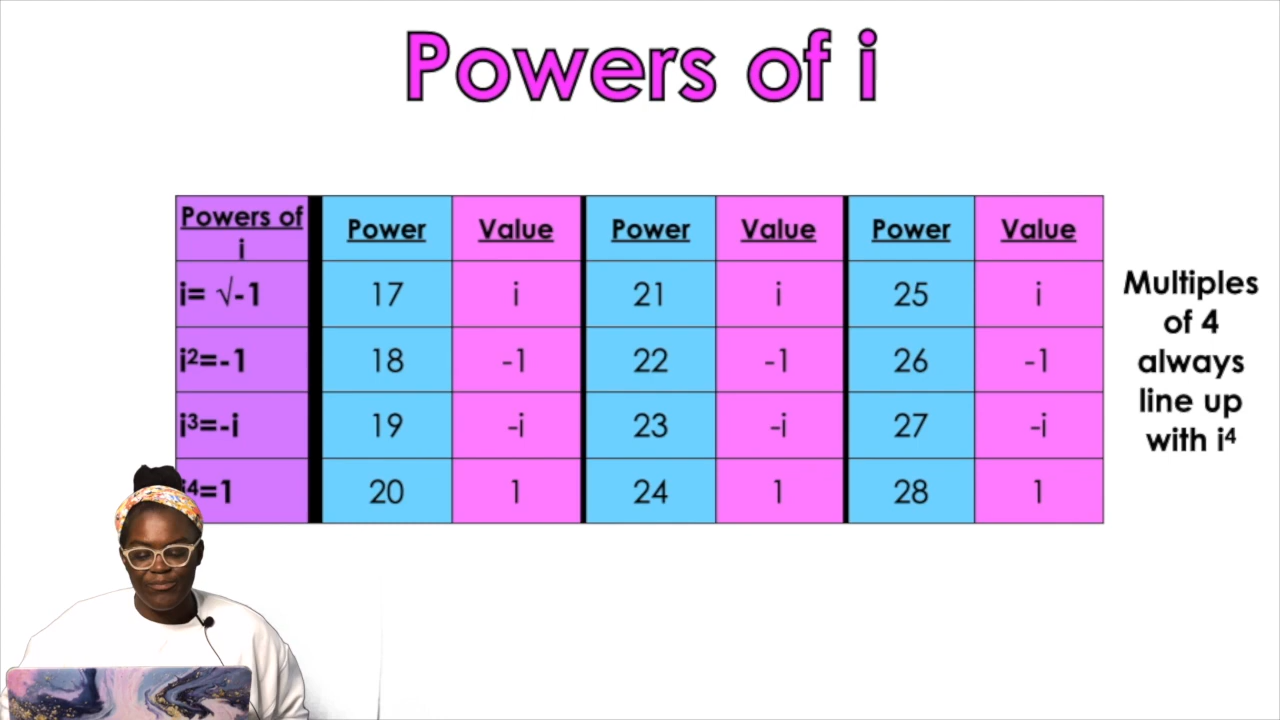 Powers of i
Powers of i Power Value Power Value Power Value
i= √-1 17 i 21 i 25 i
i²=-1 18 -1 22 -1 26 -1
i³=-i 19 -i 23 -i 27 -i
i⁴=1 20 1 24 1 28 1
Multiples
of 4
always
line up
with i⁴